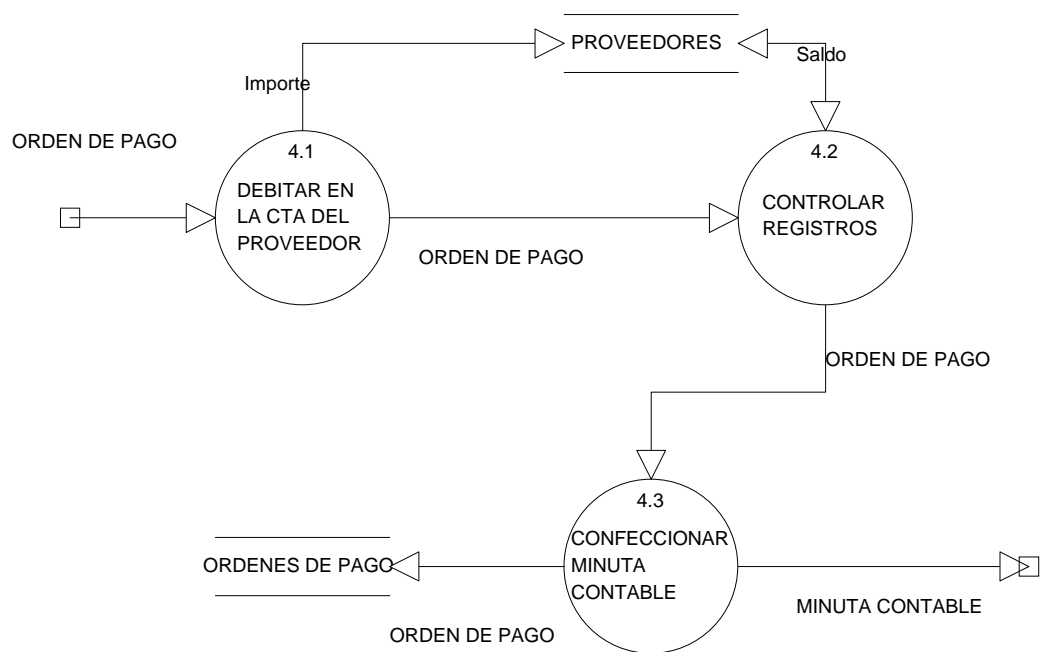 PROVEEDORES
Saldo
Importe
ORDEN DE PAGO
4.1
DEBITAR EN
LA CTA DEL
PROVEEDOR
4.2
CONTROLAR
REGISTROS
ORDEN DE PAGO
ORDEN DE PAGO
4.3
CONFECCIONAR
MINUTA
CONTABLE
ORDENES DE PAGO
MINUTA CONTABLE
ORDEN DE PAGO